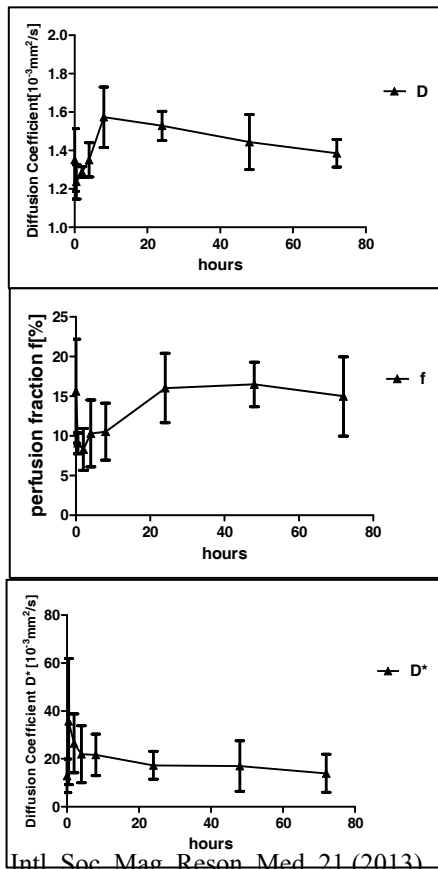 Diffusion Coefficient[10⁻³mm²/s]
2.0
1.8
1.6
1.4
1.2
1.0
0 20 40 60 80
hours
D
perfusion fraction f[%]
25
20
15
10
5
0
0 20 40 60 80
hours
f
Diffusion Coefficient D* [10⁻³mm²/s]
80
60
40
20
0
0 20 40 60 80
hours
D*
Intl. Soc. Mag. Reson. Med. 21 (2013)